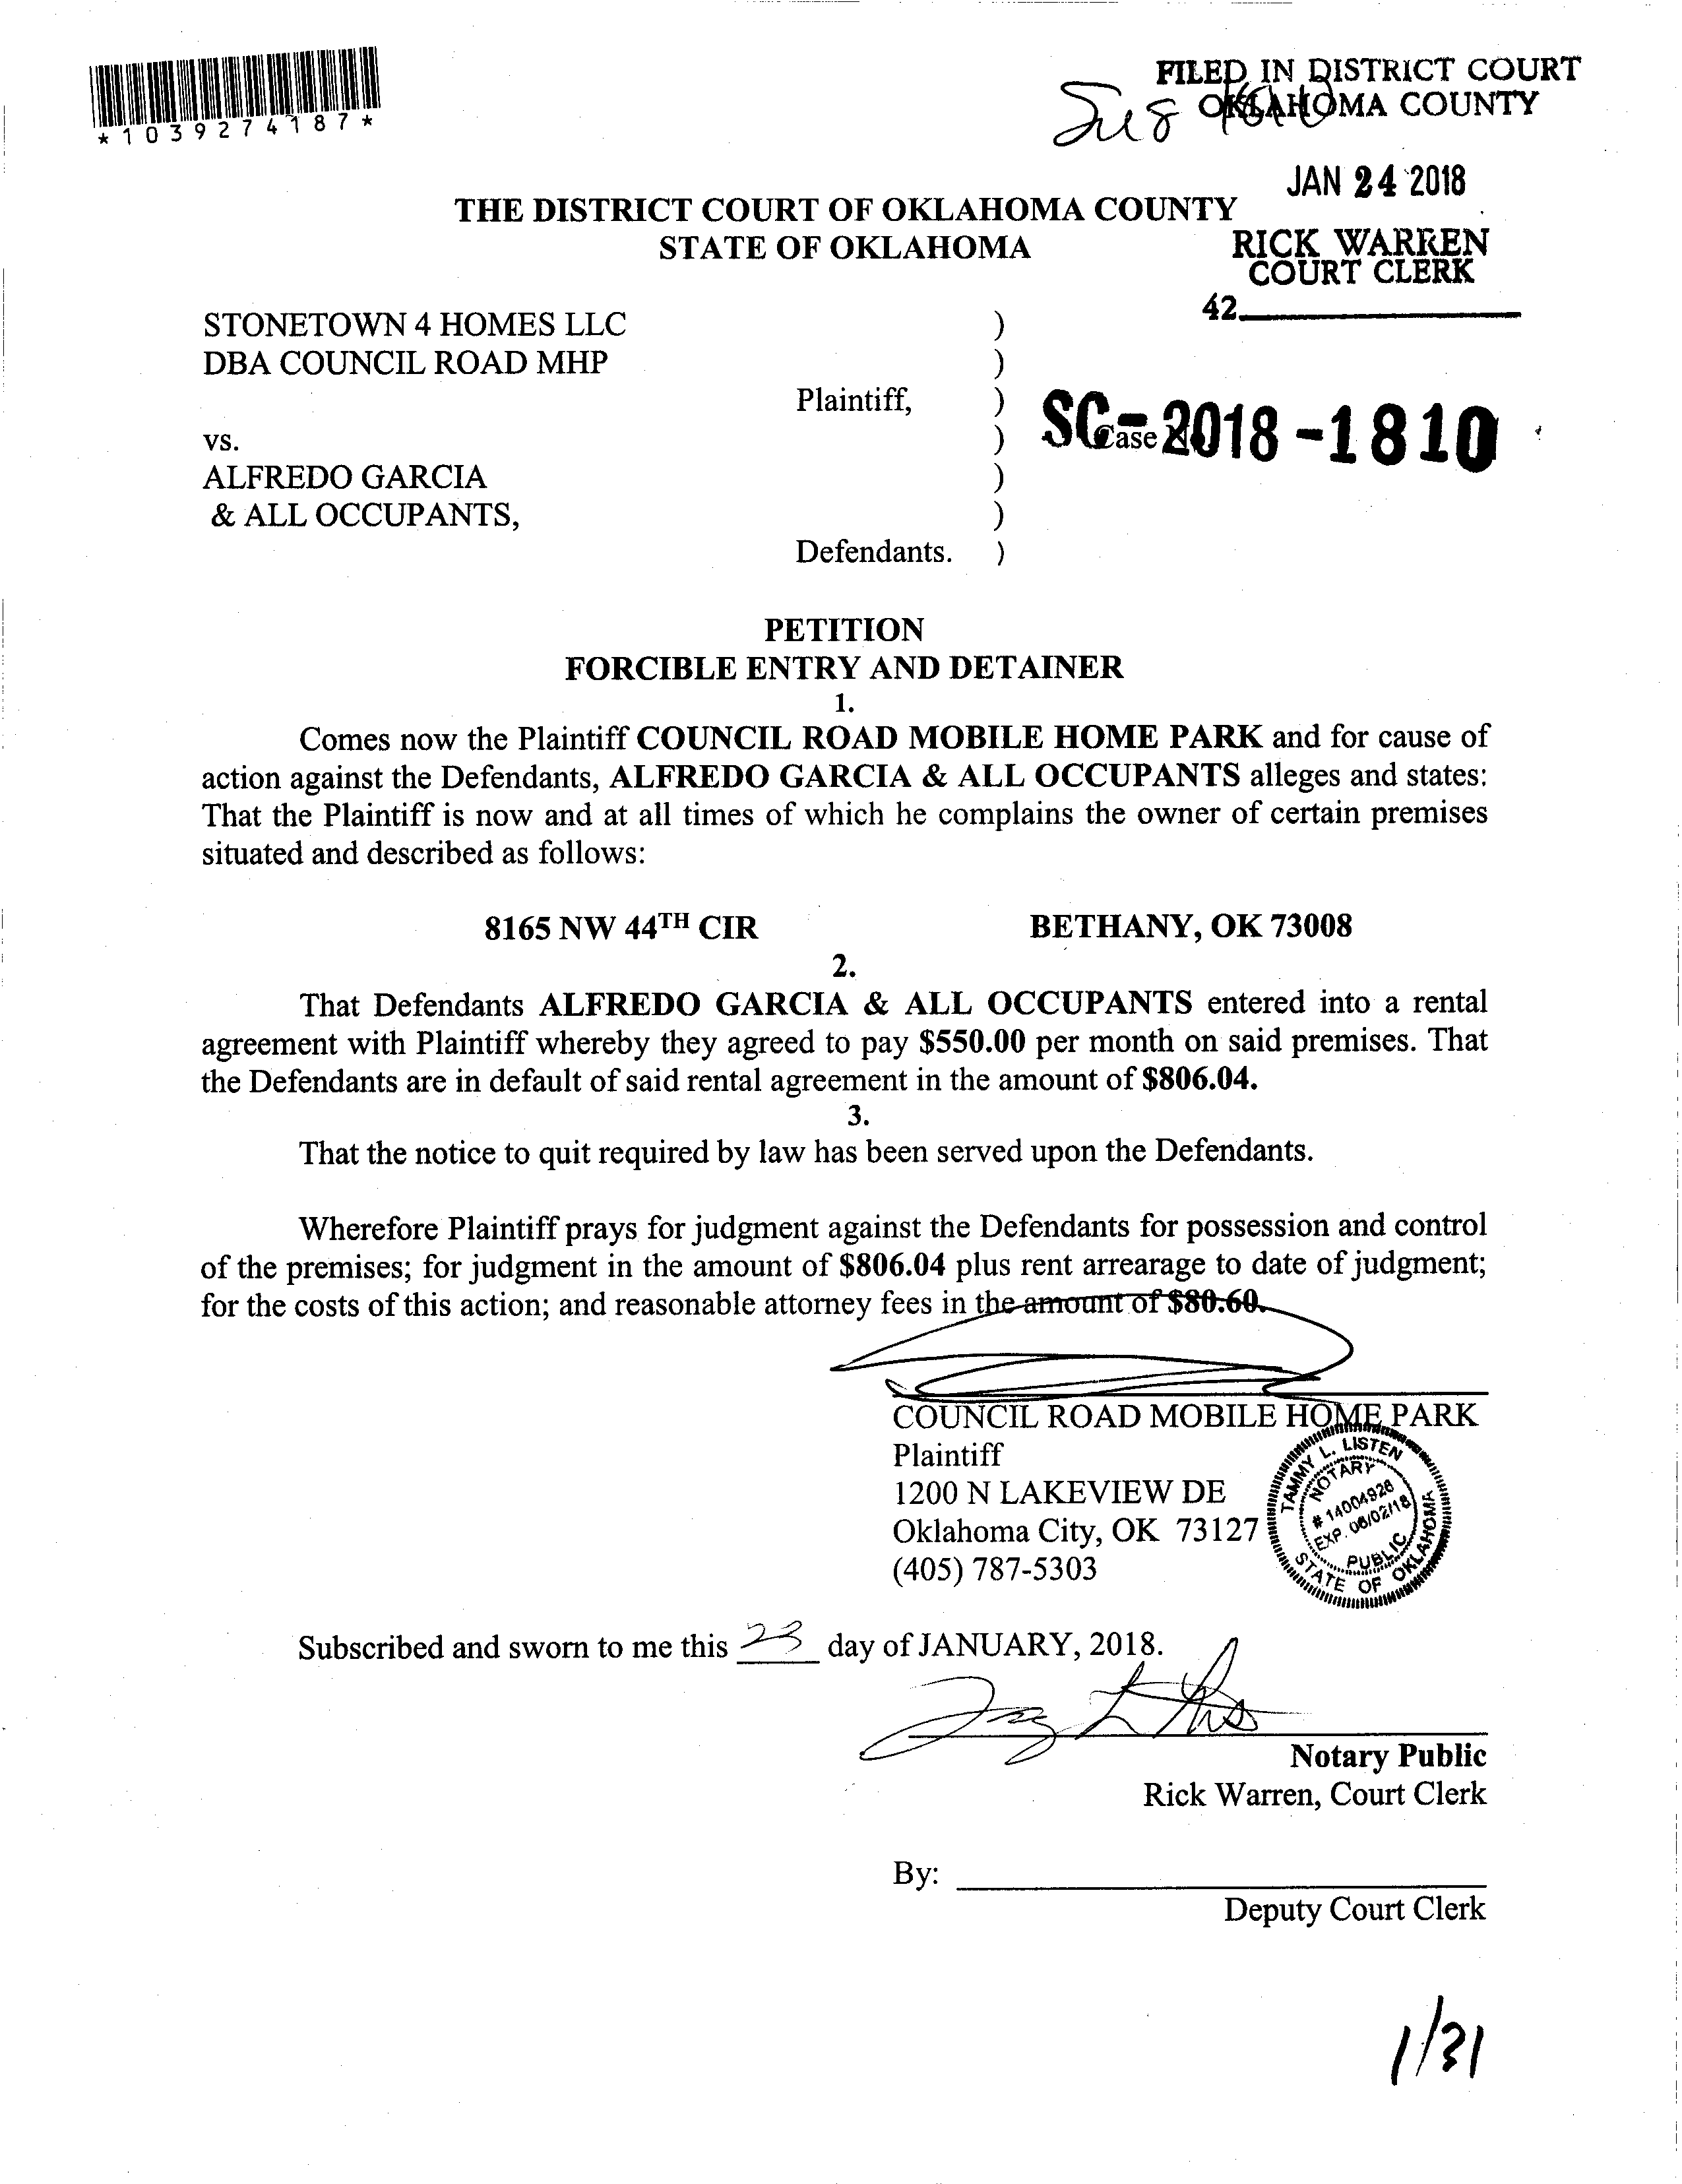 *1039274187*
FILED IN DISTRICT COURT
OKLAHOMA COUNTY
JAN 24 2018
THE DISTRICT COURT OF OKLAHOMA COUNTY
STATE OF OKLAHOMA
RICK WARREN
COURT CLERK
42
STONETOWN 4 HOMES LLC )
DBA COUNCIL ROAD MHP )
Plaintiff, )
SC-2018-1810
vs. )
ALFREDO GARCIA )
& ALL OCCUPANTS, )
Defendants. )
PETITION
FORCIBLE ENTRY AND DETAINER
1.
Comes now the Plaintiff COUNCIL ROAD MOBILE HOME PARK and for cause of
action against the Defendants, ALFREDO GARCIA & ALL OCCUPANTS alleges and states:
That the Plaintiff is now and at all times of which he complains the owner of certain premises
situated and described as follows:
8165 NW 44TH CIR BETHANY, OK 73008
2.
That Defendants ALFREDO GARCIA & ALL OCCUPANTS entered into a rental
agreement with Plaintiff whereby they agreed to pay $550.00 per month on said premises. That
the Defendants are in default of said rental agreement in the amount of $806.04.
3.
That the notice to quit required by law has been served upon the Defendants.
Wherefore Plaintiff prays for judgment against the Defendants for possession and control
of the premises; for judgment in the amount of $806.04 plus rent arrearage to date of judgment;
for the costs of this action; and reasonable attorney fees in the amount of $80.60.
COUNCIL ROAD MOBILE HOME PARK
Plaintiff
1200 N LAKEVIEW DE
Oklahoma City, OK 73127
(405) 787-5303
TAMMY L. LISTEN
NOTARY
# 14004926
EXP. 06/02/18
PUBLIC
STATE OF OKLAHOMA
Subscribed and sworn to me this 23 day of JANUARY, 2018.
Notary Public
Rick Warren, Court Clerk
By:
Deputy Court Clerk
1/31